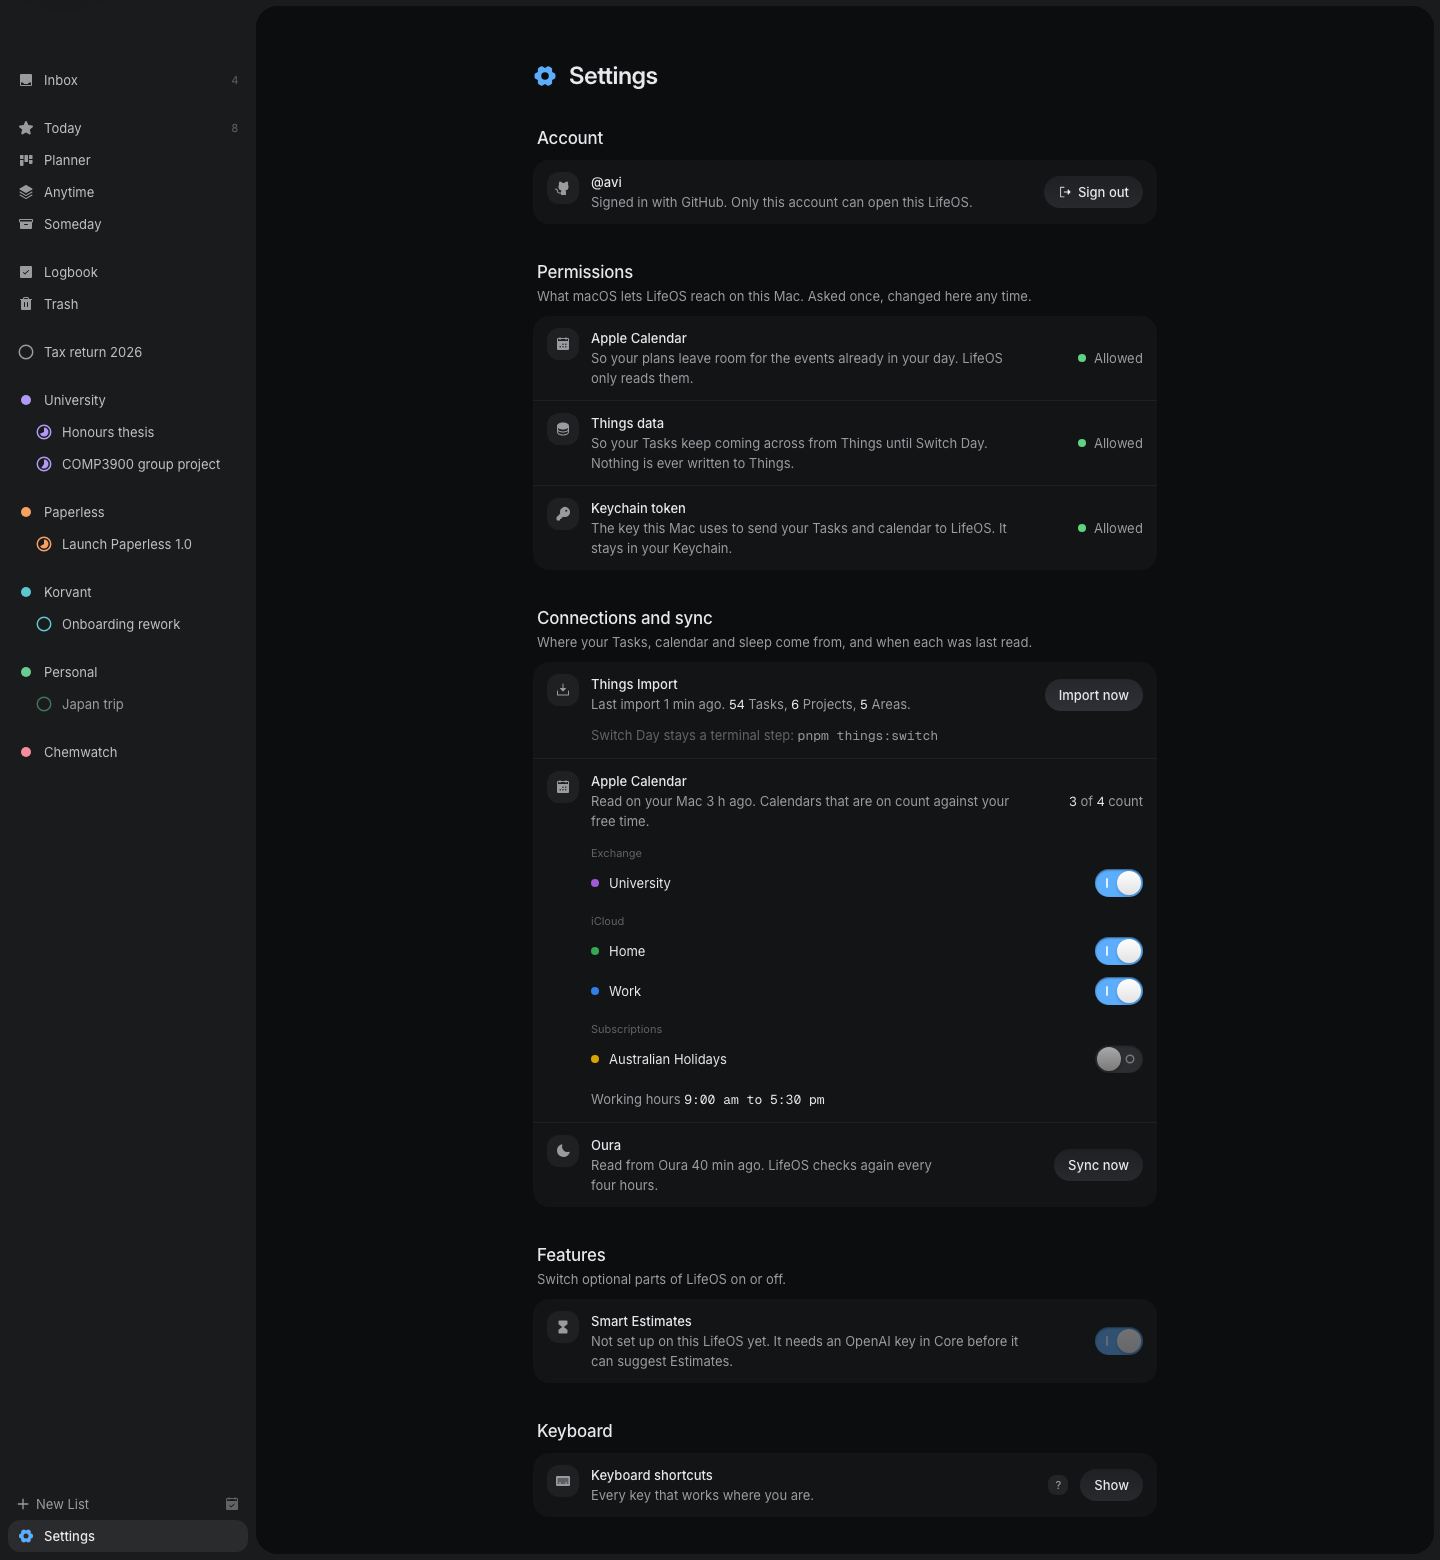 Inbox 4
Today 8
Planner
Anytime
Someday
Logbook
Trash
Tax return 2026
University
Honours thesis
COMP3900 group project
Paperless
Launch Paperless 1.0
Korvant
Onboarding rework
Personal
Japan trip
Chemwatch
New List
Settings
Settings
Account
@avi
Signed in with GitHub. Only this account can open this LifeOS.
Sign out
Permissions
What macOS lets LifeOS reach on this Mac. Asked once, changed here any time.
Apple Calendar
So your plans leave room for the events already in your day. LifeOS
only reads them.
Allowed
Things data
So your Tasks keep coming across from Things until Switch Day.
Nothing is ever written to Things.
Allowed
Keychain token
The key this Mac uses to send your Tasks and calendar to LifeOS. It
stays in your Keychain.
Allowed
Connections and sync
Where your Tasks, calendar and sleep come from, and when each was last read.
Things Import
Last import 1 min ago. 54 Tasks, 6 Projects, 5 Areas.
Import now
Switch Day stays a terminal step: pnpm things:switch
Apple Calendar
Read on your Mac 3 h ago. Calendars that are on count against your
free time.
3 of 4 count
Exchange
University
iCloud
Home
Work
Subscriptions
Australian Holidays
Working hours 9:00 am to 5:30 pm
Oura
Read from Oura 40 min ago. LifeOS checks again every
four hours.
Sync now
Features
Switch optional parts of LifeOS on or off.
Smart Estimates
Not set up on this LifeOS yet. It needs an OpenAI key in Core before it
can suggest Estimates.
Keyboard
Keyboard shortcuts
Every key that works where you are.
? Show